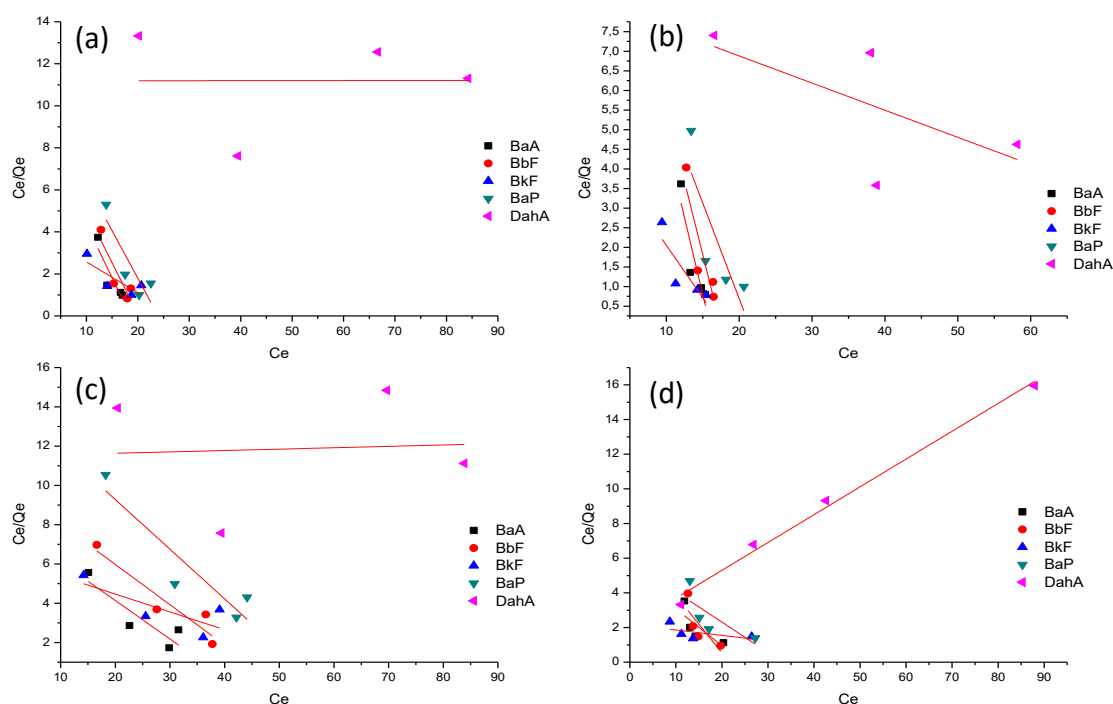 (a)
14
12
10
8
6
4
2
0
Ce/Qe
10 20 30 40 50 60 70 80 90
Ce
BaA
BbF
BkF
BaP
DahA
(b)
7,5
7,0
6,5
6,0
5,5
5,0
4,5
4,0
3,5
3,0
2,5
2,0
1,5
1,0
0,5
Ce/Qe
10 20 30 40 50 60
Ce
BaA
BbF
BkF
BaP
DahA
(c)
16
14
12
10
8
6
4
2
Ce/Qe
10 20 30 40 50 60 70 80 90
Ce
BaA
BbF
BkF
BaP
DahA
(d)
16
14
12
10
8
6
4
2
0
Ce/Qe
0 10 20 30 40 50 60 70 80 90
Ce
BaA
BbF
BkF
BaP
DahA